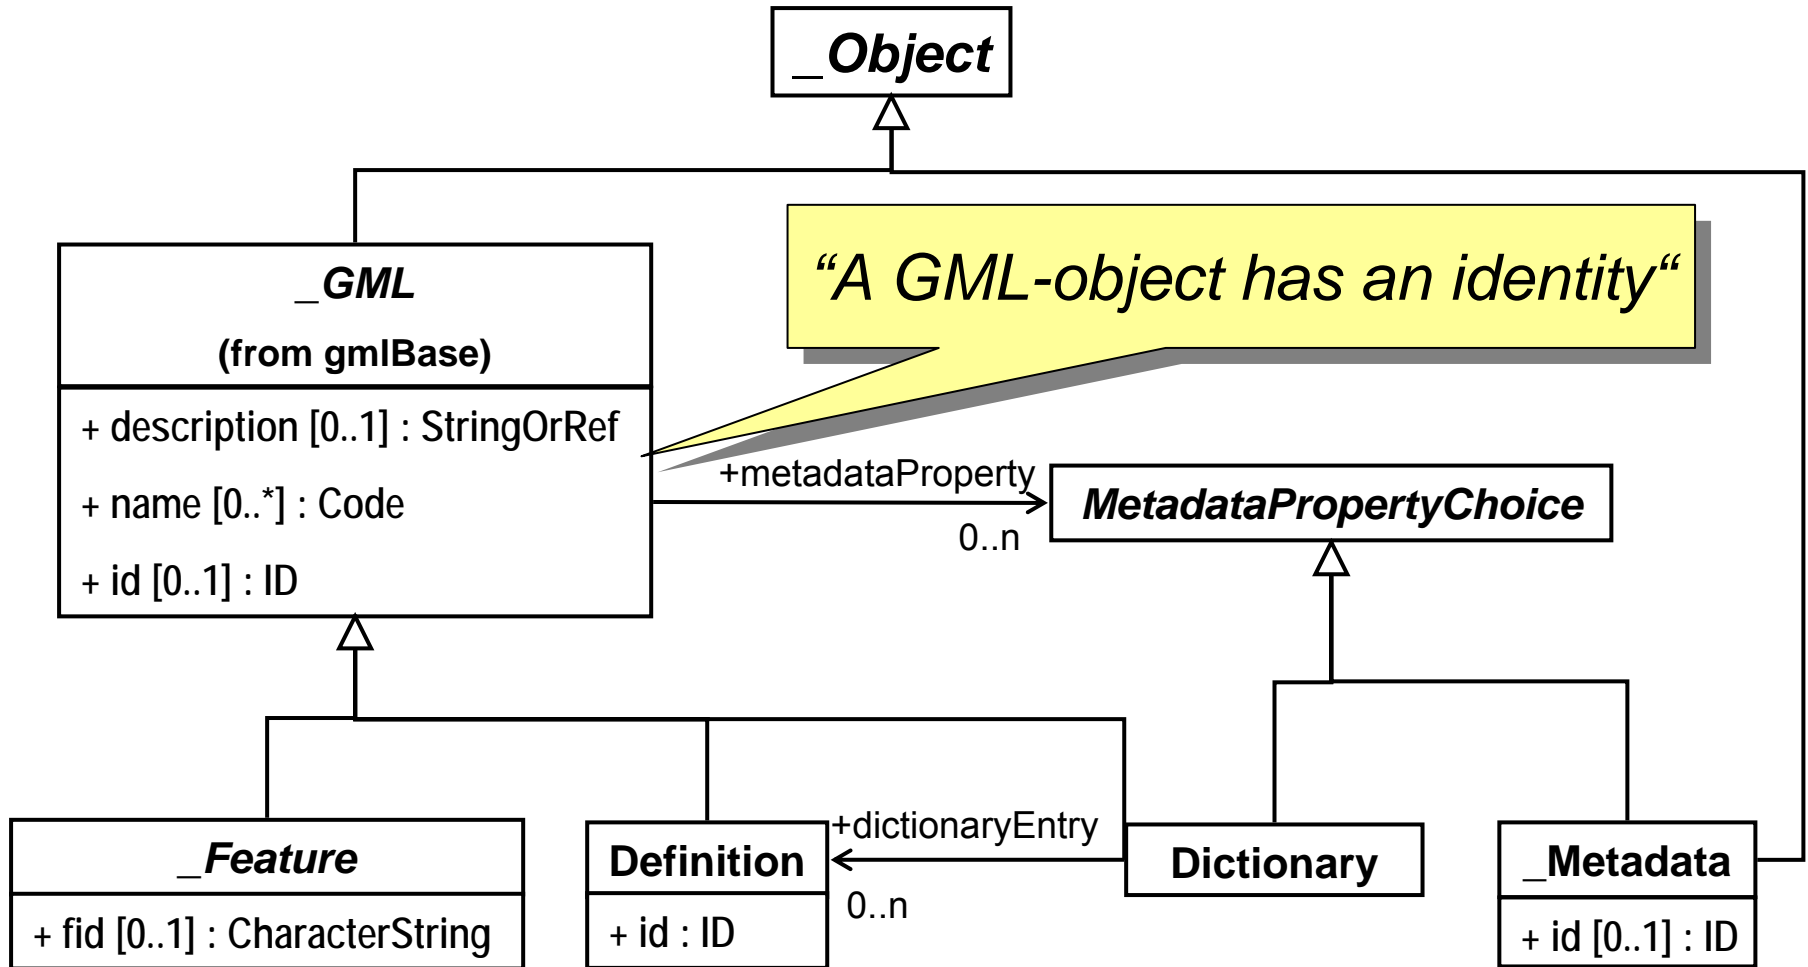 _Object
_GML
(from gmlBase)
“A GML-object has an identity“
+ description [0..1] : StringOrRef
+ name [0..*] : Code
+ id [0..1] : ID
+metadataProperty
0..n
MetadataPropertyChoice
_Feature
+ fid [0..1] : CharacterString
Definition
+ id : ID
+dictionaryEntry
0..n
Dictionary
_Metadata
+ id [0..1] : ID